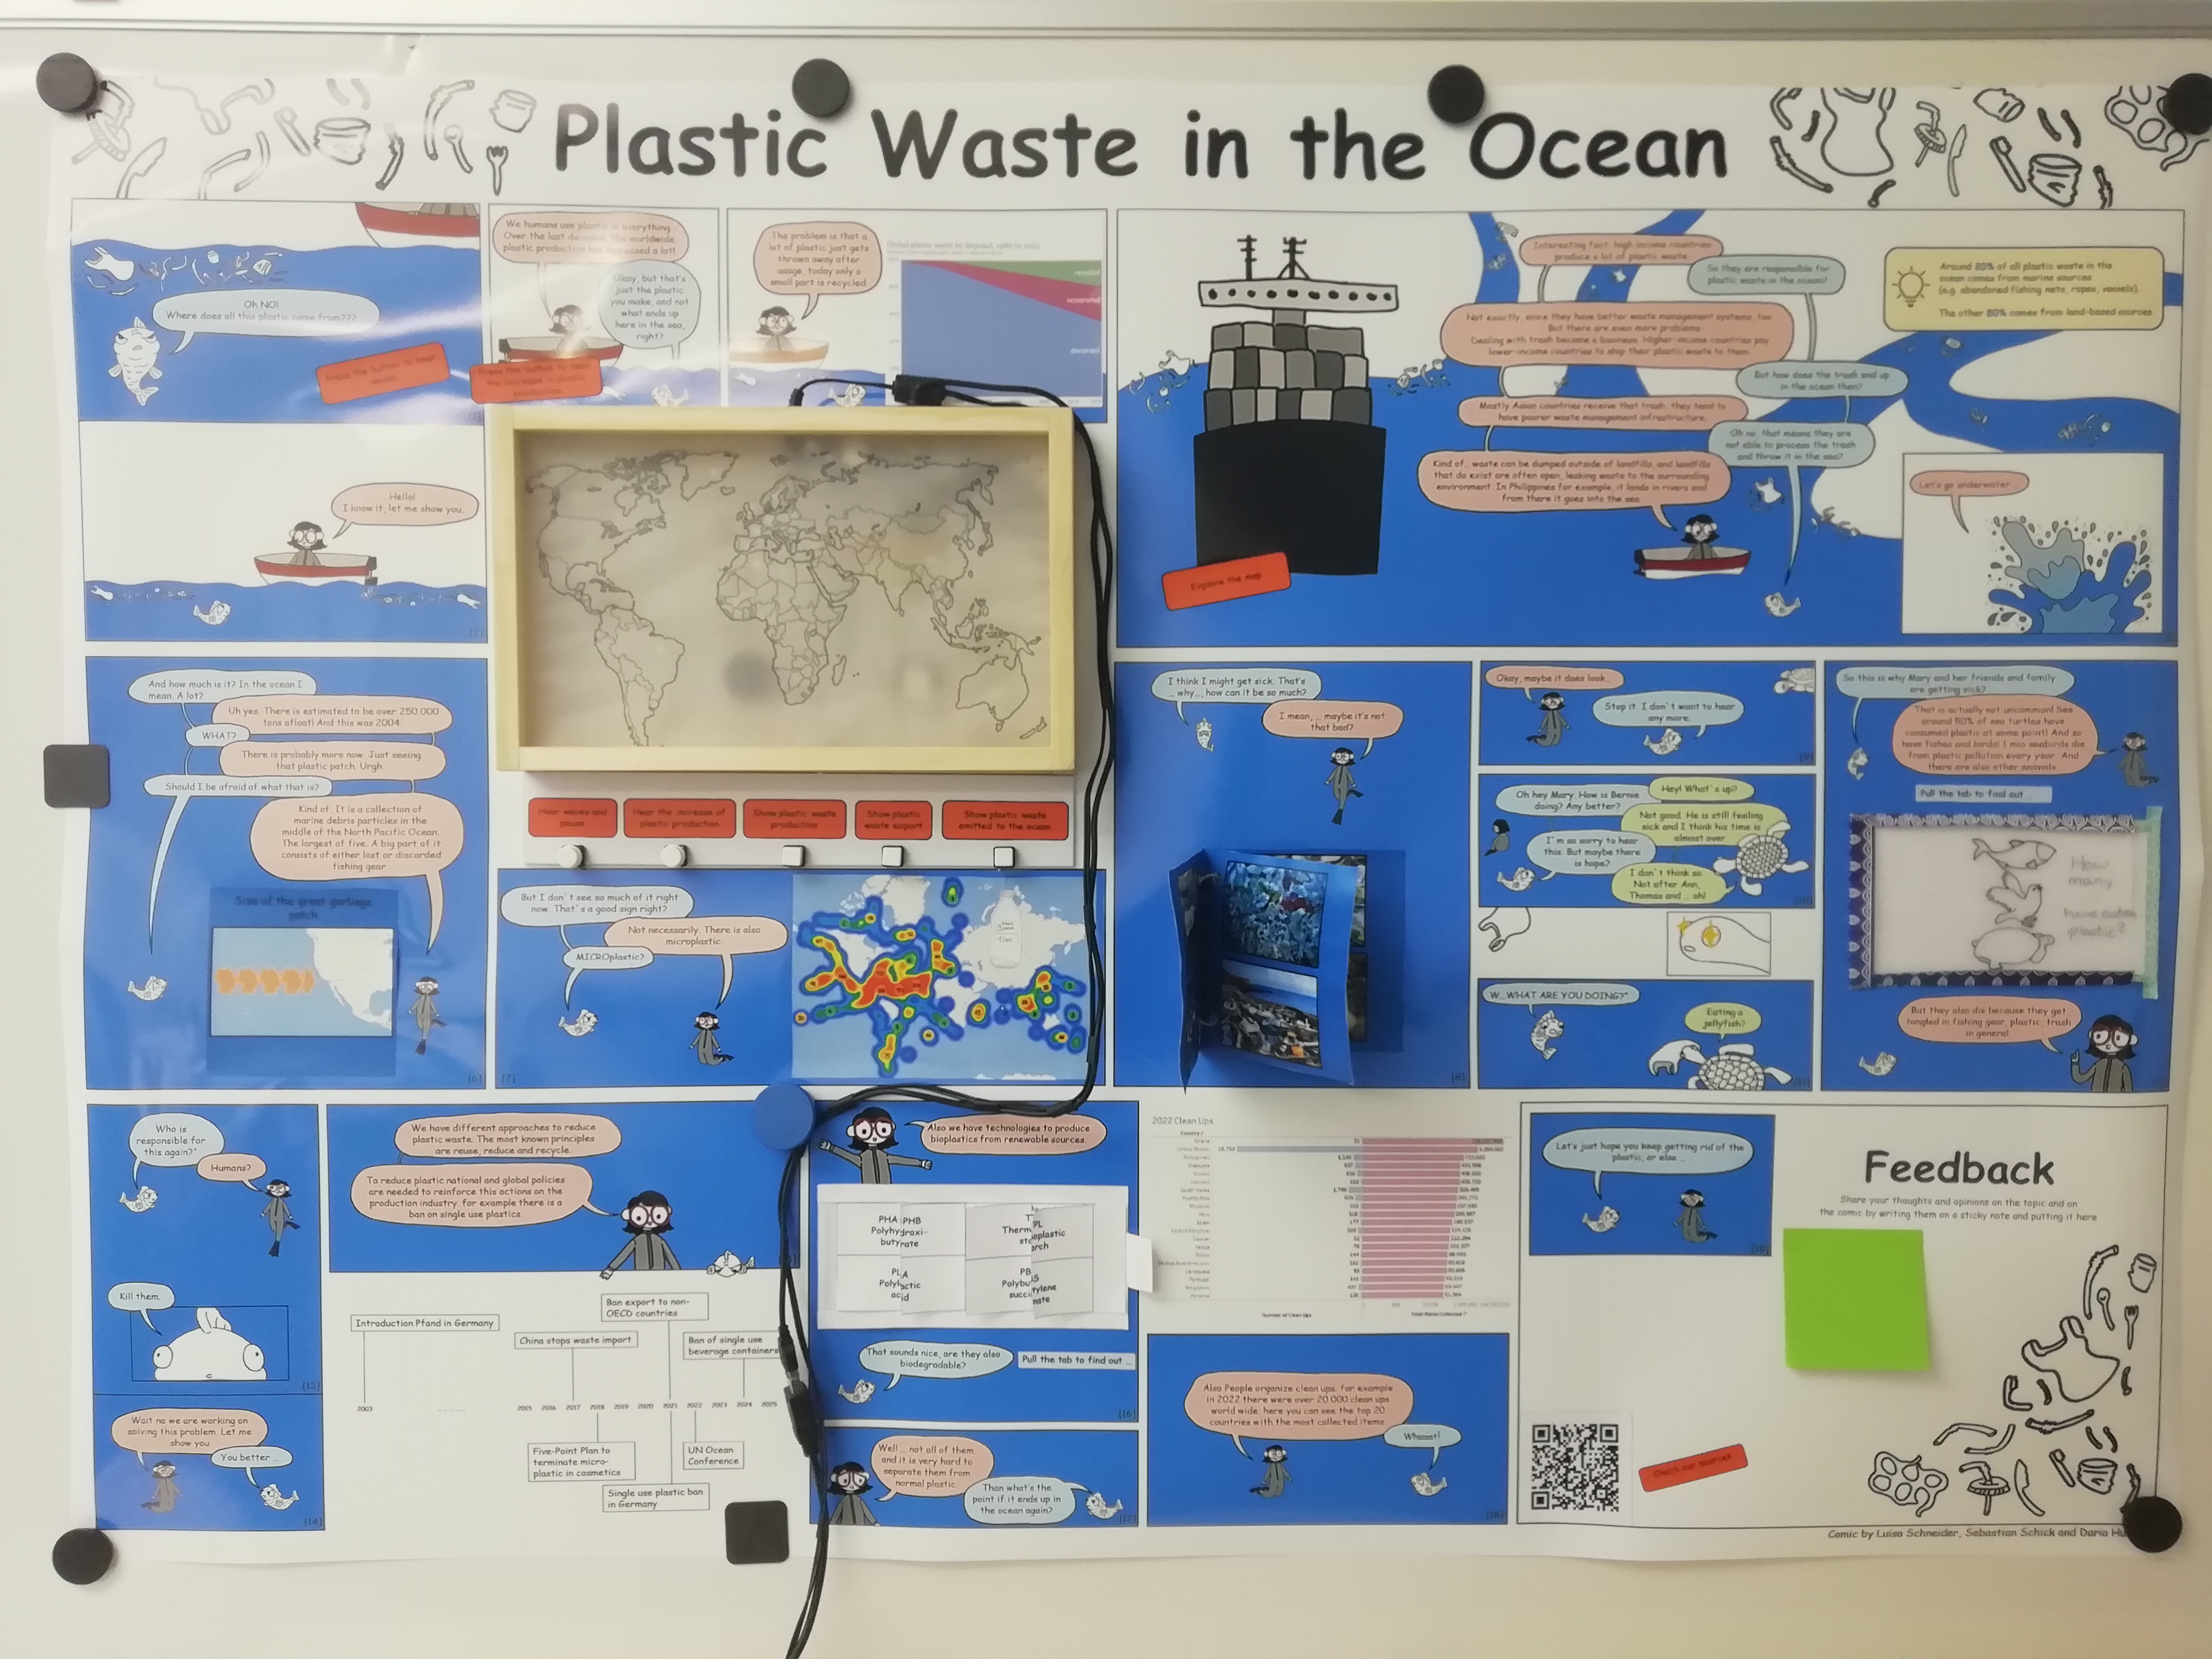 Plastic Waste in the Ocean
Oh NO!
Where does all this plastic come from???
Press the button to hear
waves
We humans use plastic in everything.
Over the last decades, the worldwide
plastic production has increased a lot!
Okay, but that's
just the plastic
you make, and not
what ends up
here in the sea,
right?
Press the button to hear
the increase in plastic
production
The problem is that a
lot of plastic just gets
thrown away after
usage, today only a
small part is recycled.
Global plastic waste by disposal,
recycled
incinerated
discarded
Hello!
I know it, let me show you.
[2]
Interesting fact: high income countries
produce a lot of plastic waste.
So they are responsible for
plastic waste in the ocean?
Not exactly, since they have better waste management systems, too.
But there are even more problems.
Dealing with trash became a business. Higher-income countries pay
lower-income countries to ship their plastic waste to them.
But how does the trash end up
in the ocean then?
Mostly Asian countries receive that trash, they tend to
have poorer waste management infrastructure.
Oh no, that means they are
not able to process the trash
and throw it in the sea?
Kind of... waste can be dumped outside of landfills, and landfills
that do exist are often open, leaking waste to the surrounding
environment. In Philippines for example, it lands in rivers and
from there it goes into the sea.
Around 20% of all plastic waste in the
ocean comes from marine sources
(e.g. abandoned fishing nets, ropes, vessels).
The other 80% comes from land-based sources.
Explore the map
Let's go underwater...
Hear waves and
pause
Hear the increase of
plastic production
Show plastic waste
production
Show plastic
waste export
Show plastic waste
emitted to the ocean
And how much is it? In the ocean I
mean. A lot?
Uh yes. There is estimated to be over 250.000
tons afloat! And this was 2004.
WHAT?
There is probably more now. Just seeing
that plastic patch. Urgh.
Should I be afraid of what that is?
Kind of. It is a collection of
marine debris particles in the
middle of the North Pacific Ocean.
The largest of five. A big part of it
consists of either lost or discarded
fishing gear
Size of the great garbage
patch
[6]
But I don't see so much of it right
now. That's a good sign right?
Not necessarily. There is also
microplastic.
MICROplastic?
[7]
I think I might get sick. That's
... why..., how can it be so much?
I mean, ... maybe it's not
that bad?
[8]
Okay, maybe it does look...
Stop it. I don't want to hear
any more.
[9]
Oh hey Mary. How is Bernie
doing? Any better?
Hey! What's up?
Not good. He is still feeling
sick and I think his time is
almost over
I'm so sorry to hear
this. But maybe there
is hope?
I don't think so.
Not after Ann,
Thomas and ... oh!
[10]
W...WHAT ARE YOU DOING?"
Eating a
jellyfish?
So this is why Mary and her friends and family
are getting sick?
That is actually not uncommon! See
around 50% of sea turtles have
consumed plastic at some point! And so
have fishes and birds! 1 mio seabirds die
from plastic pollution every year. And
there are also other animals.
Pull the tab to find out ...
How
many
have eaten
plastic?
But they also die because they get
tangled in fishing gear, plastic, trash
in general
Who is
responsible for
this again?"
Humans?
Kill them.
[13]
Wait no we are working on
solving this problem. Let me
show you
You better ...
[14]
We have different approaches to reduce
plastic waste. The most known principles
are reuse, reduce and recycle.
To reduce plastic national and global policies
are needed to reinforce this actions on the
production industry, for example there is a
ban on single use plastics.
Introduction Pfand in Germany
Ban export to non-
OECD countries
China stops waste import
Ban of single use
beverage containers
2003
2015 2016 2017 2018 2019 2020 2021 2022 2023 2024 2025
Five-Point Plan to
terminate micro-
plastic in cosmetics
UN Ocean
Conference
Single use plastic ban
in Germany
Also we have technologies to produce
bioplastics from renewable sources.
PHA PHB
Polyhydroxi-
butyrate
TPL
Thermoplastic
starch
PLA
Polylactic
acid
PBS
Polybutylene
succinate
That sounds nice, are they also
biodegradable?
Pull the tab to find out ...
[16]
Well ... not all of them.
and it is very hard to
separate them from
normal plastic.
Than what's the
point if it ends up in
the ocean again?
[17]
2022 Clean Ups
Number of Clean Ups
Total Items Collected
Also People organize clean ups. for example
in 2022 there were over 20.000 clean ups
world wide. here you can see the top 20
countries with the most collected items.
Whaaat!
[18]
Let's just hope you keep getting rid of the
plastic, or else ...
[19]
Feedback
Share your thoughts and opinions on the topic and on
the comic by writing them on a sticky note and putting it here
Check our sources
Comic by Luisa Schneider, Sebastian Schick and Daria Hu